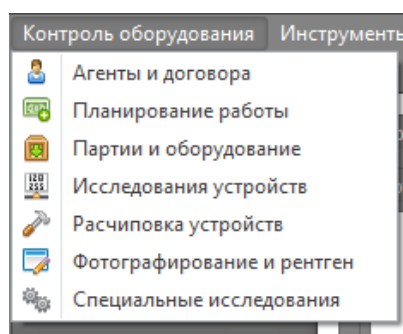 Контроль оборудования Инструменты
Агенты и договора
Планирование работы
Партии и оборудование
Исследования устройств
Расчиповка устройств
Фотографирование и рентген
Специальные исследования